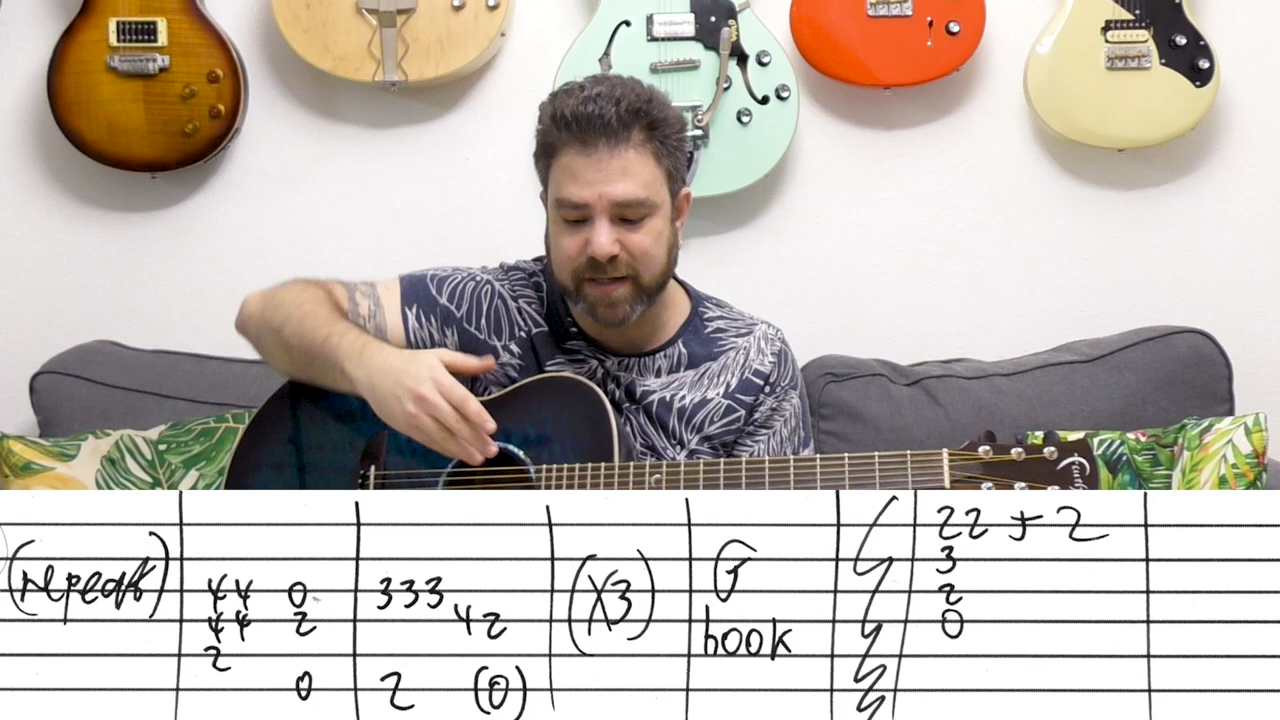 22 5 2
3
(repeat) 44 0 333 (X3) G 2
44 2 42 0
2 hook
0 2 (0)